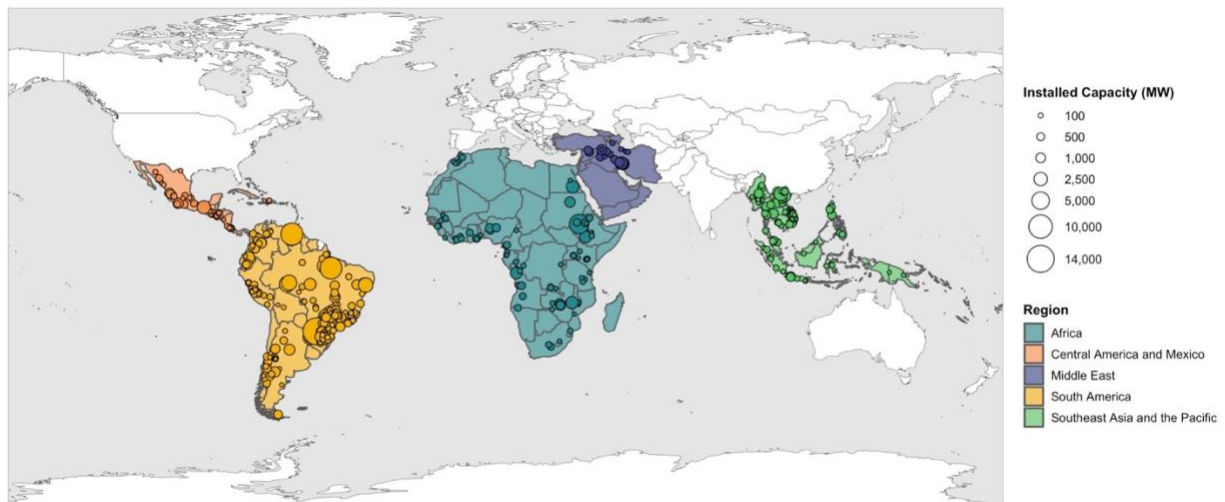 Installed Capacity (MW)
100
500
1,000
2,500
5,000
10,000
14,000
Region
Africa
Central America and Mexico
Middle East
South America
Southeast Asia and the Pacific